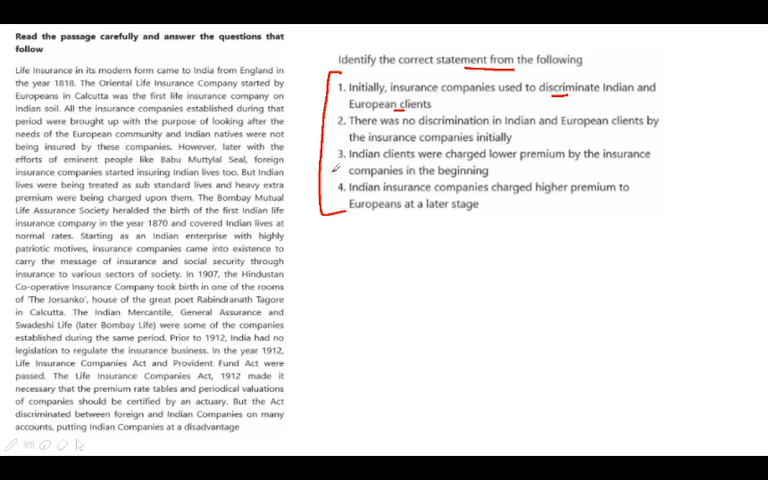 Read the passage carefully and answer the questions that
follow
Life Insurance in its modern form came to India from England in
the year 1818. The Oriental Life Insurance Company started by
Europeans in Calcutta was the first life insurance company on
Indian soil. All the insurance companies established during that
period were brought up with the purpose of looking after the
needs of the European community and Indian natives were not
being insured by these companies. However, later with the
efforts of eminent people like Babu Muttylal Seal, foreign
insurance companies started insuring Indian lives too. But Indian
lives were being treated as sub standard lives and heavy extra
premium were being charged upon them. The Bombay Mutual
Life Assurance Society heralded the birth of the first Indian life
insurance company in the year 1870 and covered Indian lives at
normal rates. Starting as an Indian enterprise with highly
patriotic motives, insurance companies came into existence to
carry the message of insurance and social security through
insurance to various sectors of society. In 1907, the Hindustan
Co-operative Insurance Company took birth in one of the rooms
of 'The Jorsanko', house of the great poet Rabindranath Tagore
in Calcutta. The Indian Mercantile, General Assurance and
Swadeshi Life (later Bombay Life) were some of the companies
established during the same period. Prior to 1912, India had no
legislation to regulate the insurance business. In the year 1912,
Life Insurance Companies Act and Provident Fund Act were
passed. The Life Insurance Companies Act, 1912 made it
necessary that the premium rate tables and periodical valuations
of companies should be certified by an actuary. But the Act
discriminated between foreign and Indian Companies on many
accounts, putting Indian Companies at a disadvantage
Identify the correct statement from the following
1. Initially, insurance companies used to discriminate Indian and
European clients
2. There was no discrimination in Indian and European clients by
the insurance companies initially
3. Indian clients were charged lower premium by the insurance
companies in the beginning
4. Indian insurance companies charged higher premium to
Europeans at a later stage